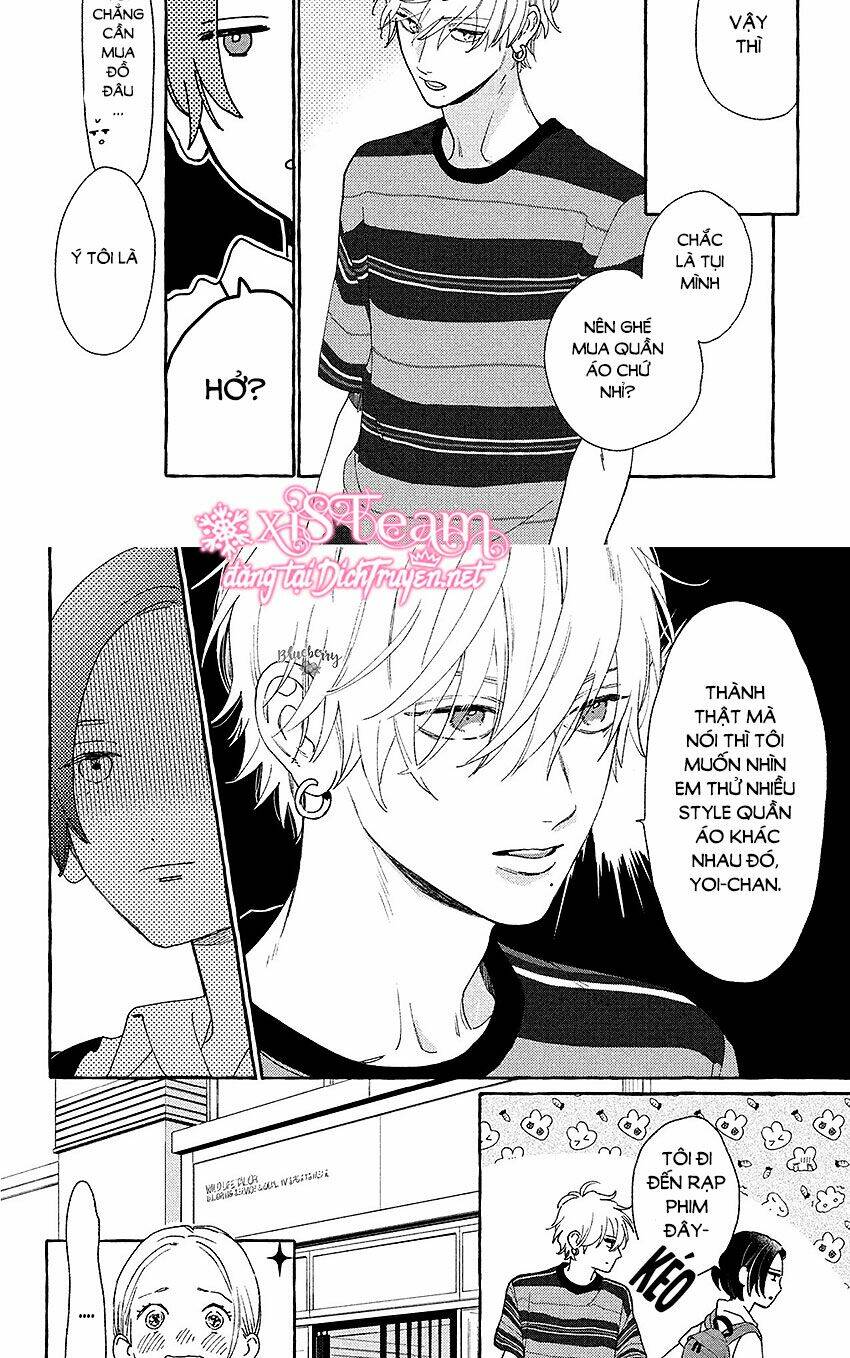 VẬY
THÌ
CHẮC
LÀ TỤI
MÌNH
NÊN GHÉ
MUA QUẦN
ÁO CHỨ
NHỈ?
HỞ?
CHẲNG
CẦN
MUA
ĐỒ
ĐÂU
...
Ý TÔI LÀ
xi8Team
đăng tại DichTruyen.net
Blueberry
THÀNH
THẬT MÀ
NÓI THÌ TÔI
MUỐN NHÌN
EM THỬ NHIỀU
STYLE QUẦN
ÁO KHÁC
NHAU ĐÓ,
YOI-CHAN.
TÔI ĐI
ĐẾN RẠP
PHIM
ĐÂY-
KÉO
....